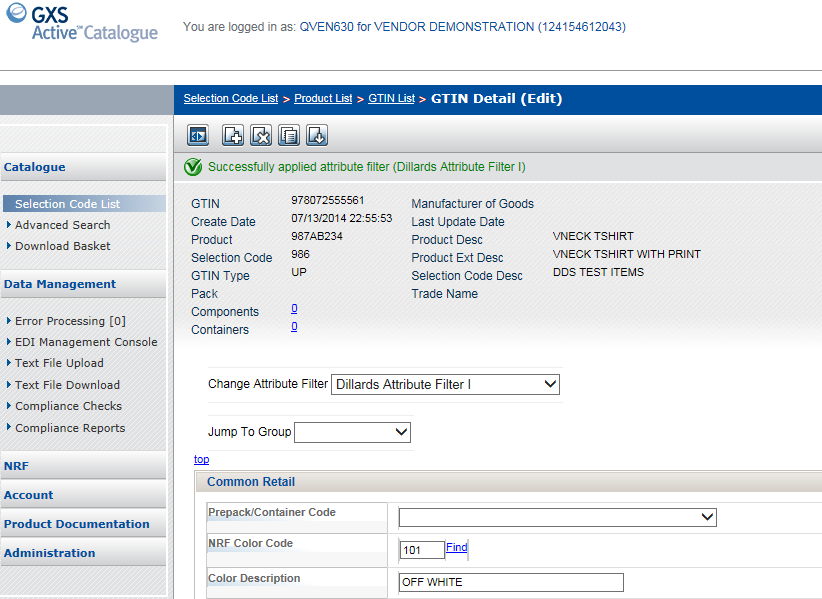 GXS
Active™ Catalogue
You are logged in as: QVEN630 for VENDOR DEMONSTRATION (124154612043)
Selection Code List > Product List > GTIN List > GTIN Detail (Edit)
Successfully applied attribute filter (Dillards Attribute Filter I)
Catalogue
Selection Code List
Advanced Search
Download Basket
Data Management
Error Processing [0]
EDI Management Console
Text File Upload
Text File Download
Compliance Checks
Compliance Reports
NRF
Account
Product Documentation
Administration
GTIN 978072555561 Manufacturer of Goods
Create Date 07/13/2014 22:55:53 Last Update Date
Product 987AB234 Product Desc VNECK TSHIRT
Selection Code 986 Product Ext Desc VNECK TSHIRT WITH PRINT
GTIN Type UP Selection Code Desc DDS TEST ITEMS
Pack Trade Name
Components 0
Containers 0
Change Attribute Filter Dillards Attribute Filter I
Jump To Group
top
Common Retail
Prepack/Container Code
NRF Color Code 101 Find
Color Description OFF WHITE